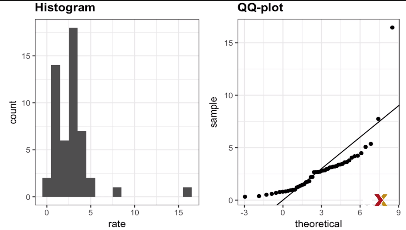 Histogram
QQ-plot
count
15
10
5
0
0
5
10
15
rate
sample
15
10
5
0
-3
0
3
6
9
theoretical